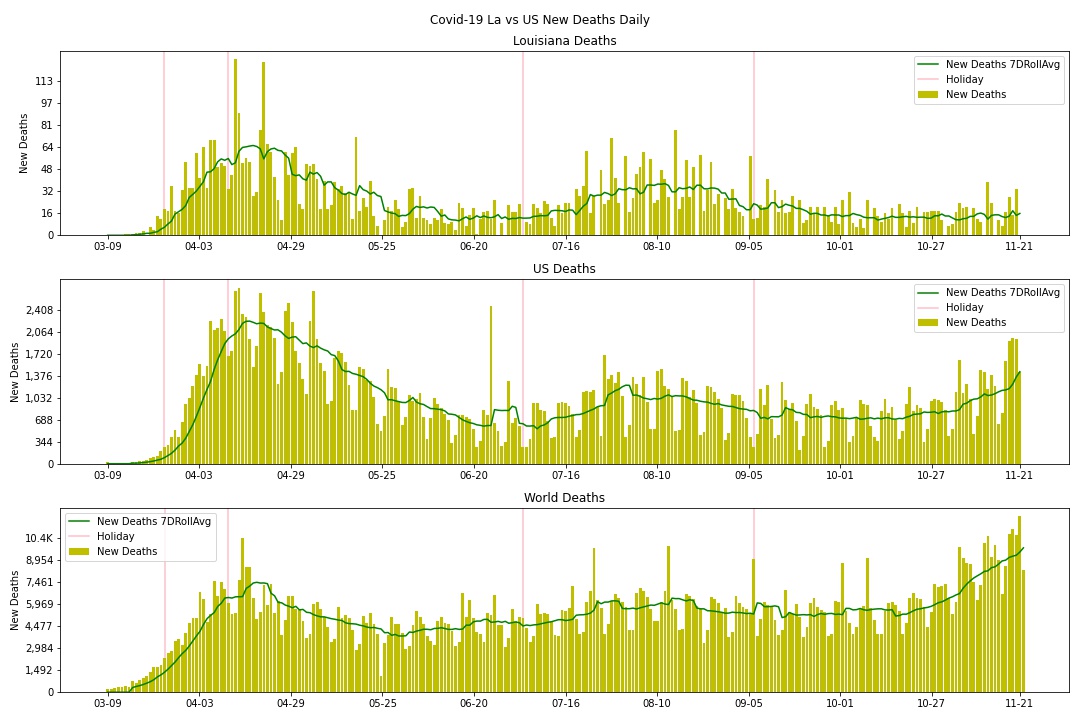 Covid-19 La vs US New Deaths Daily
Louisiana Deaths
New Deaths
113
97
81
64
48
32
16
0
New Deaths 7DRollAvg
Holiday
New Deaths
03-09 04-03 04-29 05-25 06-20 07-16 08-10 09-05 10-01 10-27 11-21
US Deaths
New Deaths
2,408
2,064
1,720
1,376
1,032
688
344
0
New Deaths 7DRollAvg
Holiday
New Deaths
03-09 04-03 04-29 05-25 06-20 07-16 08-10 09-05 10-01 10-27 11-21
World Deaths
New Deaths
10.4K
8,954
7,461
5,969
4,477
2,984
1,492
0
New Deaths 7DRollAvg
Holiday
New Deaths
03-09 04-03 04-29 05-25 06-20 07-16 08-10 09-05 10-01 10-27 11-21